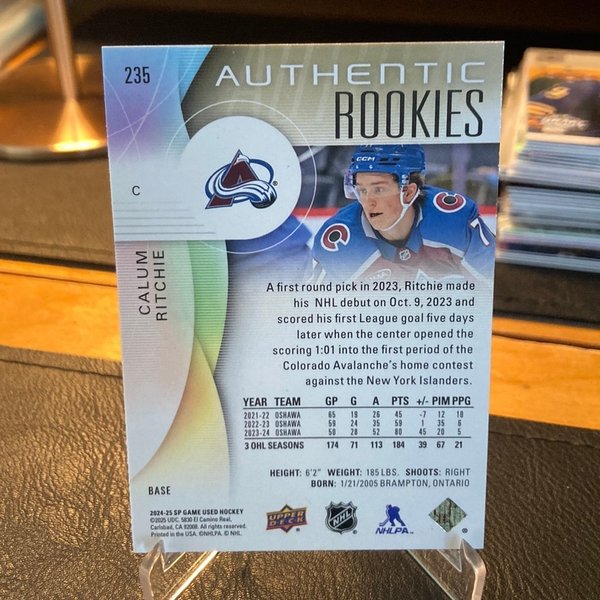 235
AUTHENTIC
ROOKIES
C
CALUM
RITCHIE
CCM
A first round pick in 2023, Ritchie made
his NHL debut on Oct. 9, 2023 and
scored his first League goal five days
later when the center opened the
scoring 1:01 into the first period of the
Colorado Avalanche's home contest
against the New York Islanders.
YEAR TEAM GP G A PTS +/- PIM PPG
2021-22 OSHAWA 65 19 26 45 -7 12 10
2022-23 OSHAWA 59 24 35 59 1 35 6
2023-24 OSHAWA 50 28 52 80 45 20 5
3 OHL SEASONS 174 71 113 184 39 67 21
HEIGHT: 6'2" WEIGHT: 185 LBS. SHOOTS: RIGHT
BORN: 1/21/2005 BRAMPTON, ONTARIO
BASE
2024-25 SP GAME USED HOCKEY
©2025 UDC. 5830 El Camino Real,
Carlsbad, CA 92008. All rights reserved.
Printed in the USA. ©NHLPA. © NHL.
UPPER
DECK
NHL
NHLPA